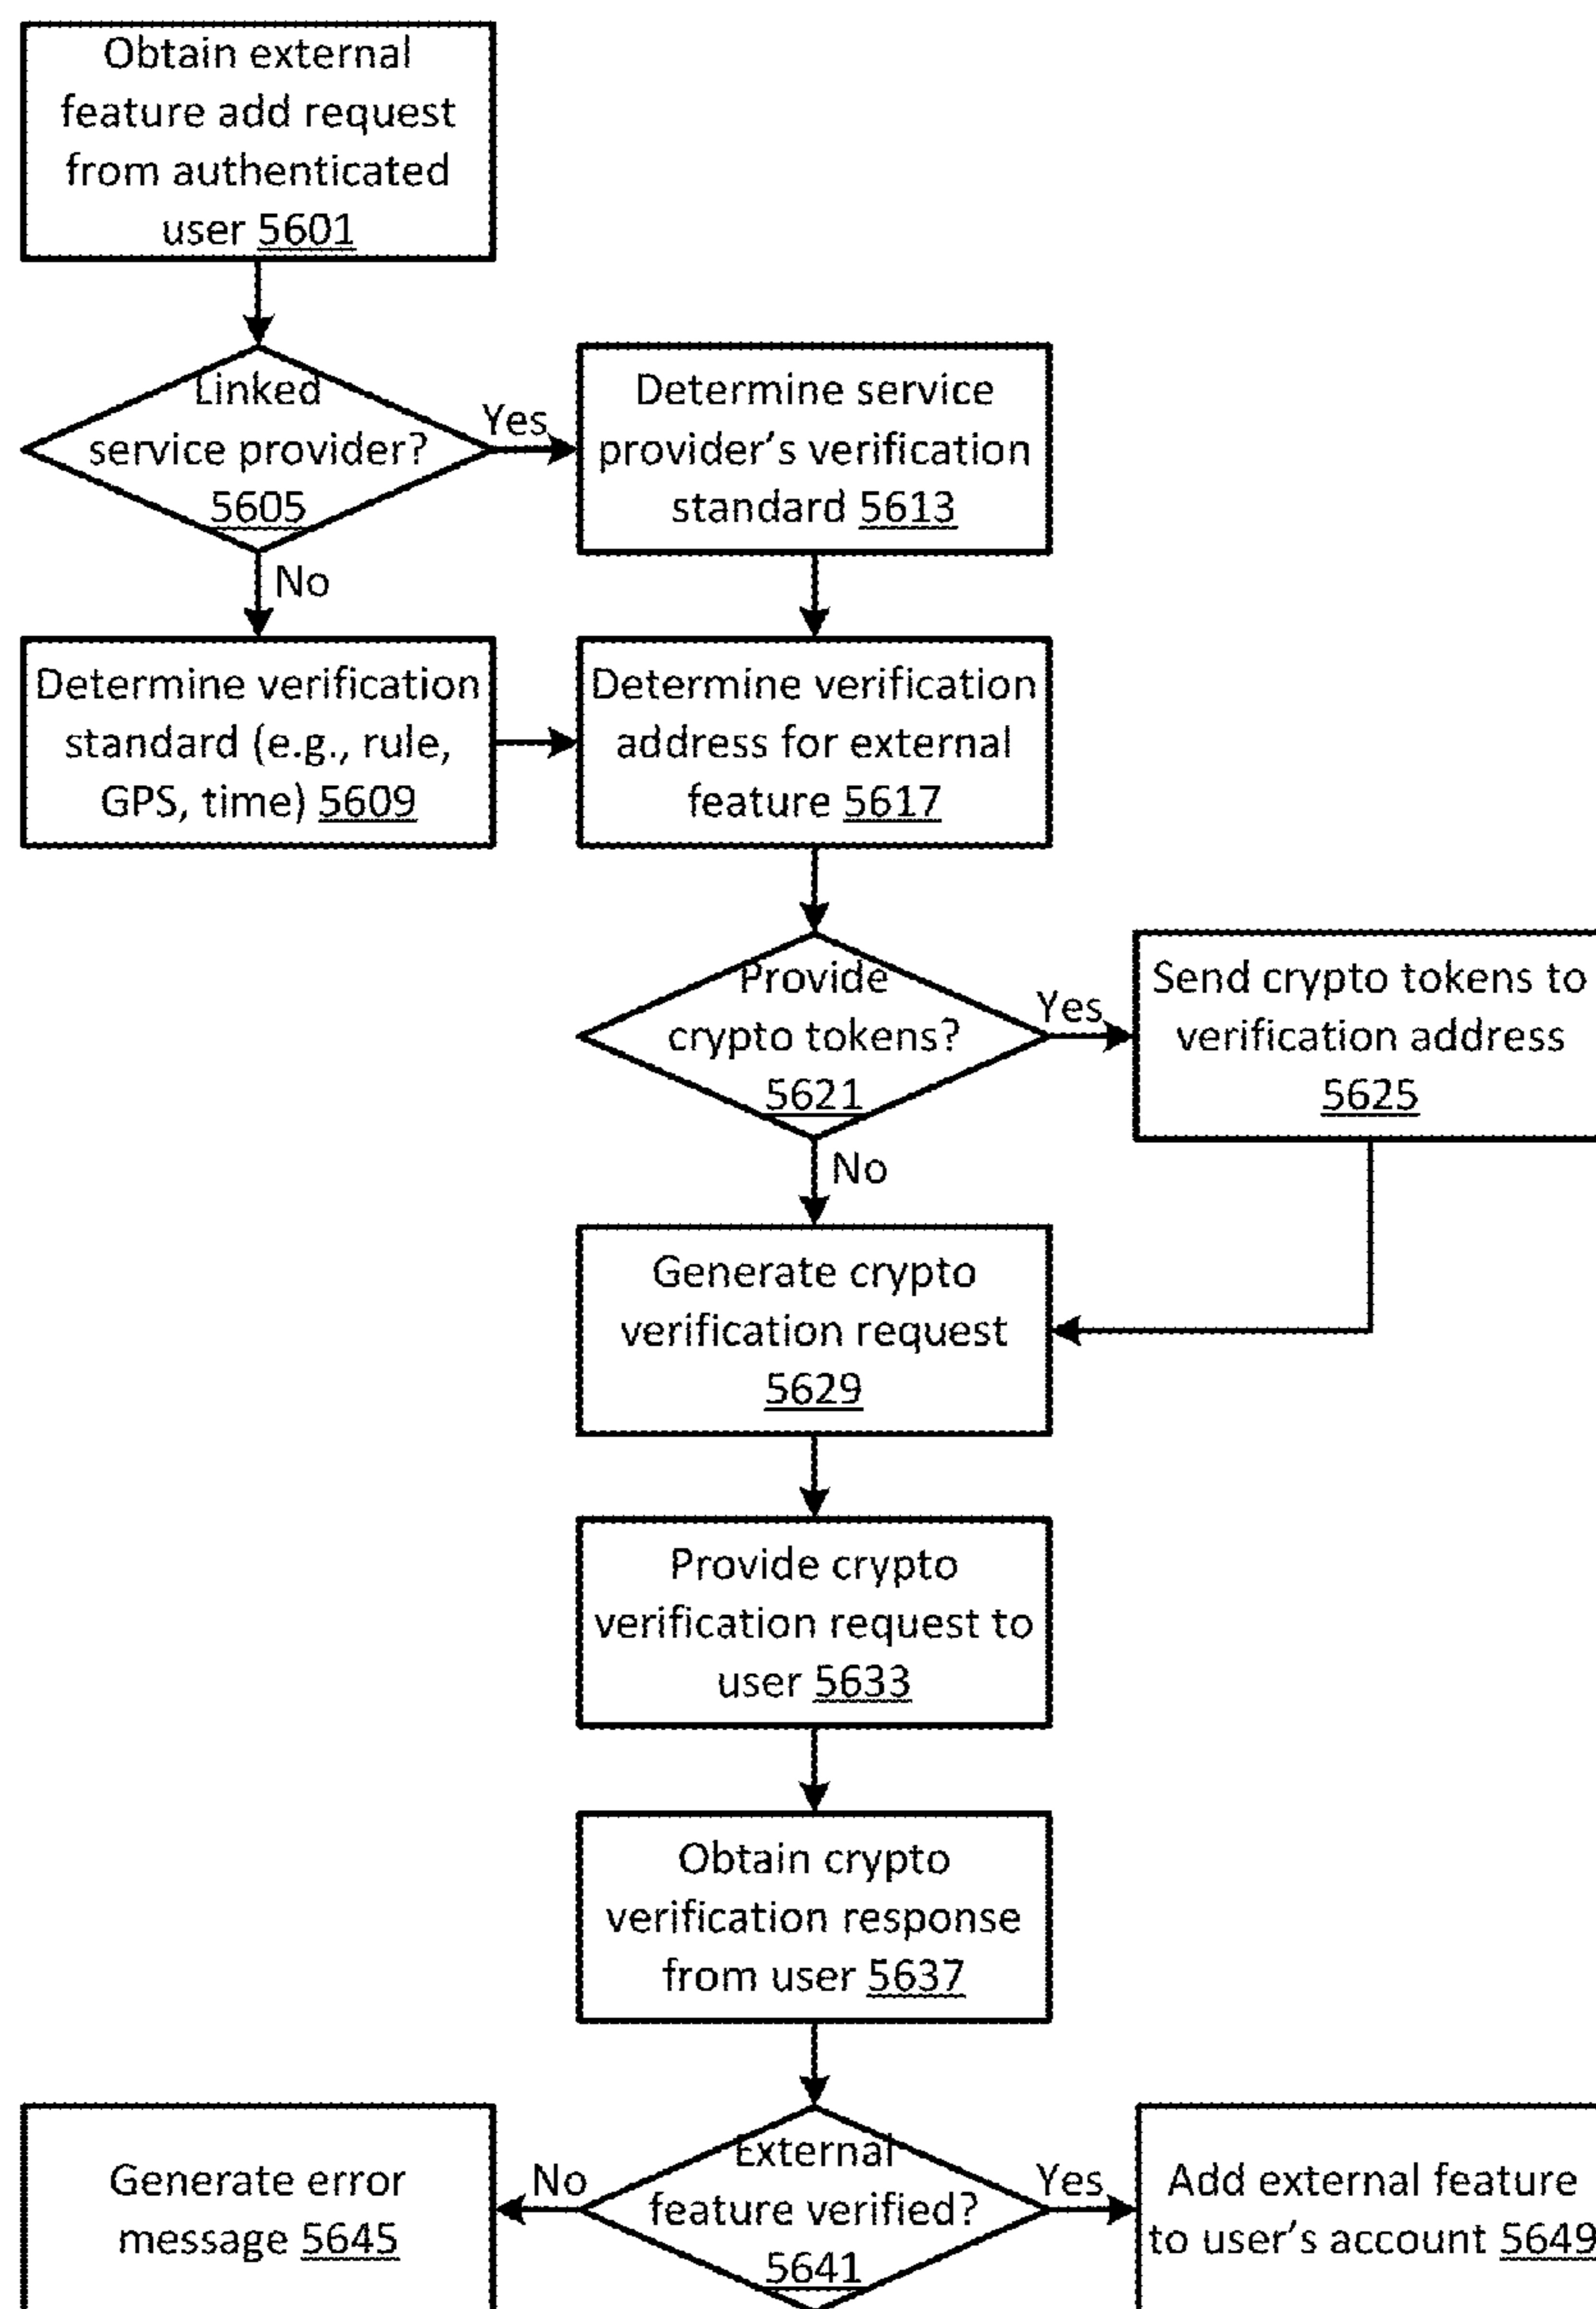 Obtain external
feature add request
from authenticated
user 5601
Linked
service provider?
5605
Yes
Determine service
provider's verification
standard 5613
No
Determine verification
standard (e.g., rule,
GPS, time) 5609
Determine verification
address for external
feature 5617
Provide
crypto tokens?
5621
Yes
Send crypto tokens to
verification address
5625
No
Generate crypto
verification request
5629
Provide crypto
verification request to
user 5633
Obtain crypto
verification response
from user 5637
External
feature verified?
5641
No
Generate error
message 5645
Yes
Add external feature
to user's account 5649